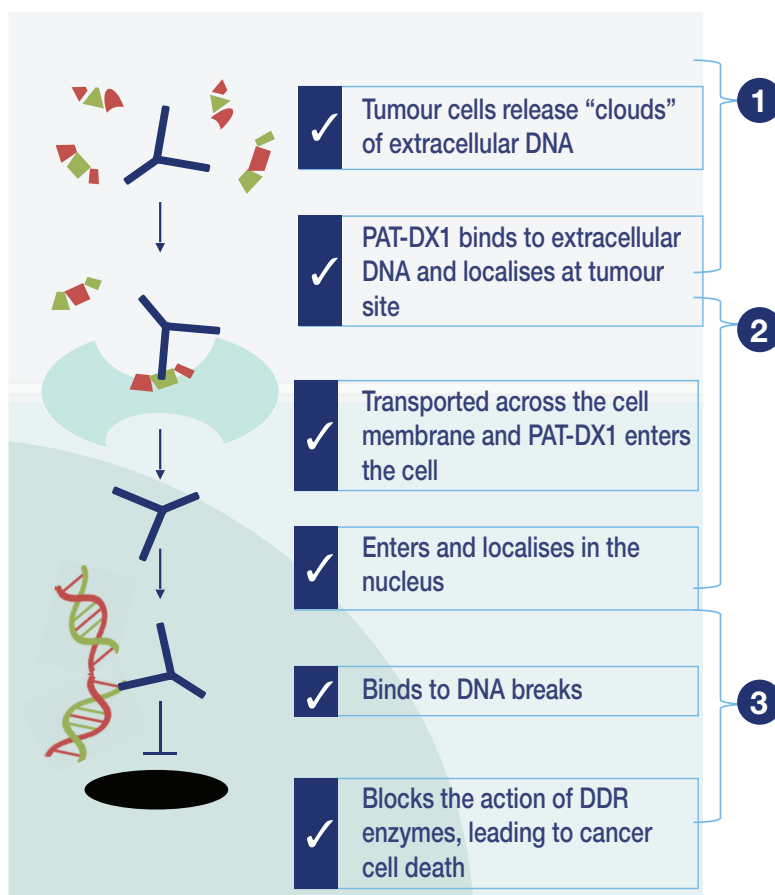 1
✓ Tumour cells release “clouds”
of extracellular DNA
✓ PAT-DX1 binds to extracellular
DNA and localises at tumour
site
2
✓ Transported across the cell
membrane and PAT-DX1 enters
the cell
✓ Enters and localises in the
nucleus
3
✓ Binds to DNA breaks
✓ Blocks the action of DDR
enzymes, leading to cancer
cell death